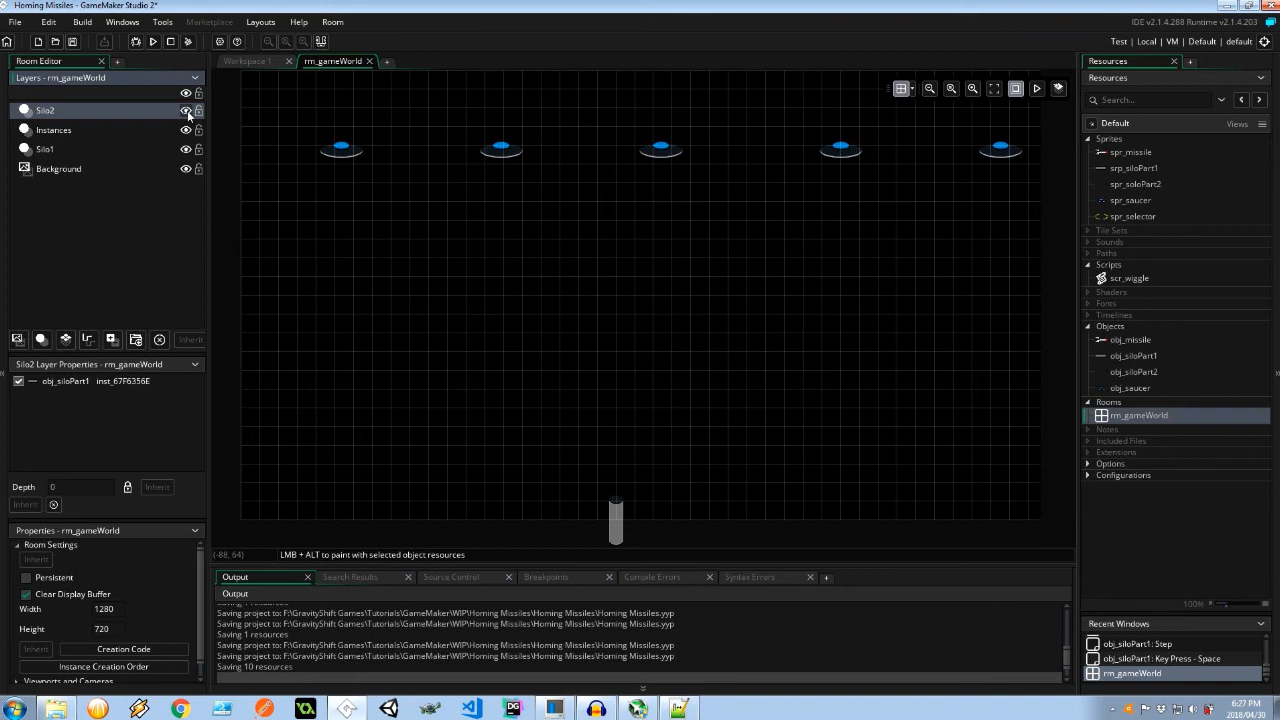 Homing Missiles - GameMaker Studio 2*
File Edit Build Windows Tools Marketplace Layouts Help Room
IDE v2.1.4.288 Runtime v2.1.4.203
Test | Local | VM | Default | default
Room Editor
Layers - rm_gameWorld
Silo2
Instances
Silo1
Background
Inherit
Silo2 Layer Properties - rm_gameWorld
obj_siloPart1 inst_67F6356E
Depth 0 Inherit
Inherit
Properties - rm_gameWorld
Room Settings
Inherit
Persistent
Clear Display Buffer
Width 1280
Height 720
Inherit Creation Code
Instance Creation Order
Viewports and Cameras
Workspace 1 rm_gameWorld
(-88, 64) LMB + ALT to paint with selected object resources
Output Search Results Source Control Breakpoints Compile Errors Syntax Errors
Output
Saving project to: F:\GravityShift Games\Tutorials\GameMaker\WIP\Homing Missiles\Homing Missiles.yyp
Saving project to: F:\GravityShift Games\Tutorials\GameMaker\WIP\Homing Missiles\Homing Missiles.yyp
Saving 1 resources
Saving project to: F:\GravityShift Games\Tutorials\GameMaker\WIP\Homing Missiles\Homing Missiles.yyp
Saving project to: F:\GravityShift Games\Tutorials\GameMaker\WIP\Homing Missiles\Homing Missiles.yyp
Saving 10 resources
Resources
Resources
Search...
Default Views
Sprites
spr_missile
srp_siloPart1
spr_soloPart2
spr_saucer
spr_selector
Tile Sets
Sounds
Paths
Scripts
scr_wiggle
Shaders
Fonts
Timelines
Objects
obj_missile
obj_siloPart1
obj_siloPart2
obj_saucer
Rooms
rm_gameWorld
Notes
Included Files
Extensions
Options
Configurations
100%
Recent Windows
obj_siloPart1: Step
obj_siloPart1: Key Press - Space
rm_gameWorld
6:27 PM
2018/04/30